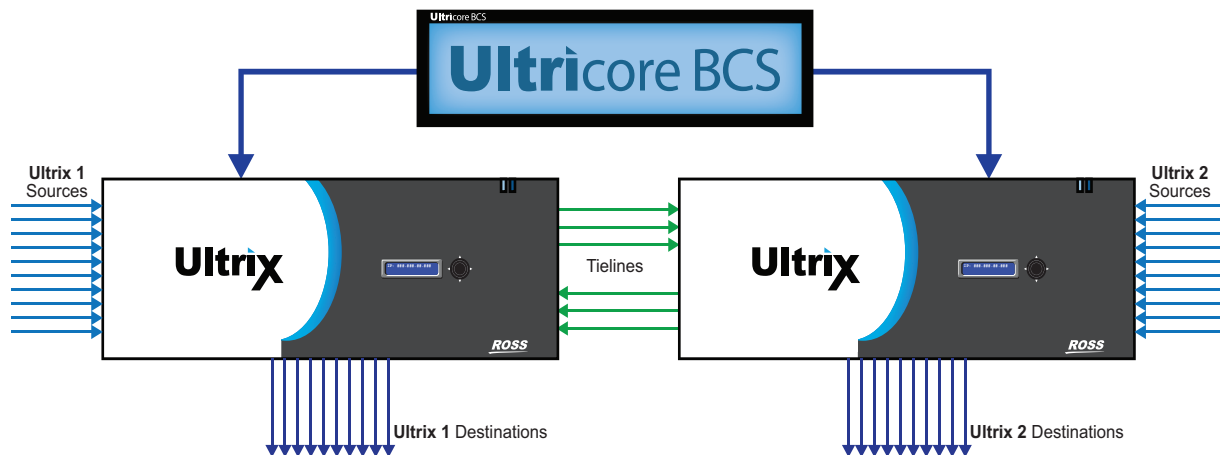 Ultricore BCS
Ultricore BCS
Ultrix 1
Sources
Ultrix 2
Sources
Ultrix
Tielines
Ultrix
ROSS
ROSS
Ultrix 1 Destinations
Ultrix 2 Destinations